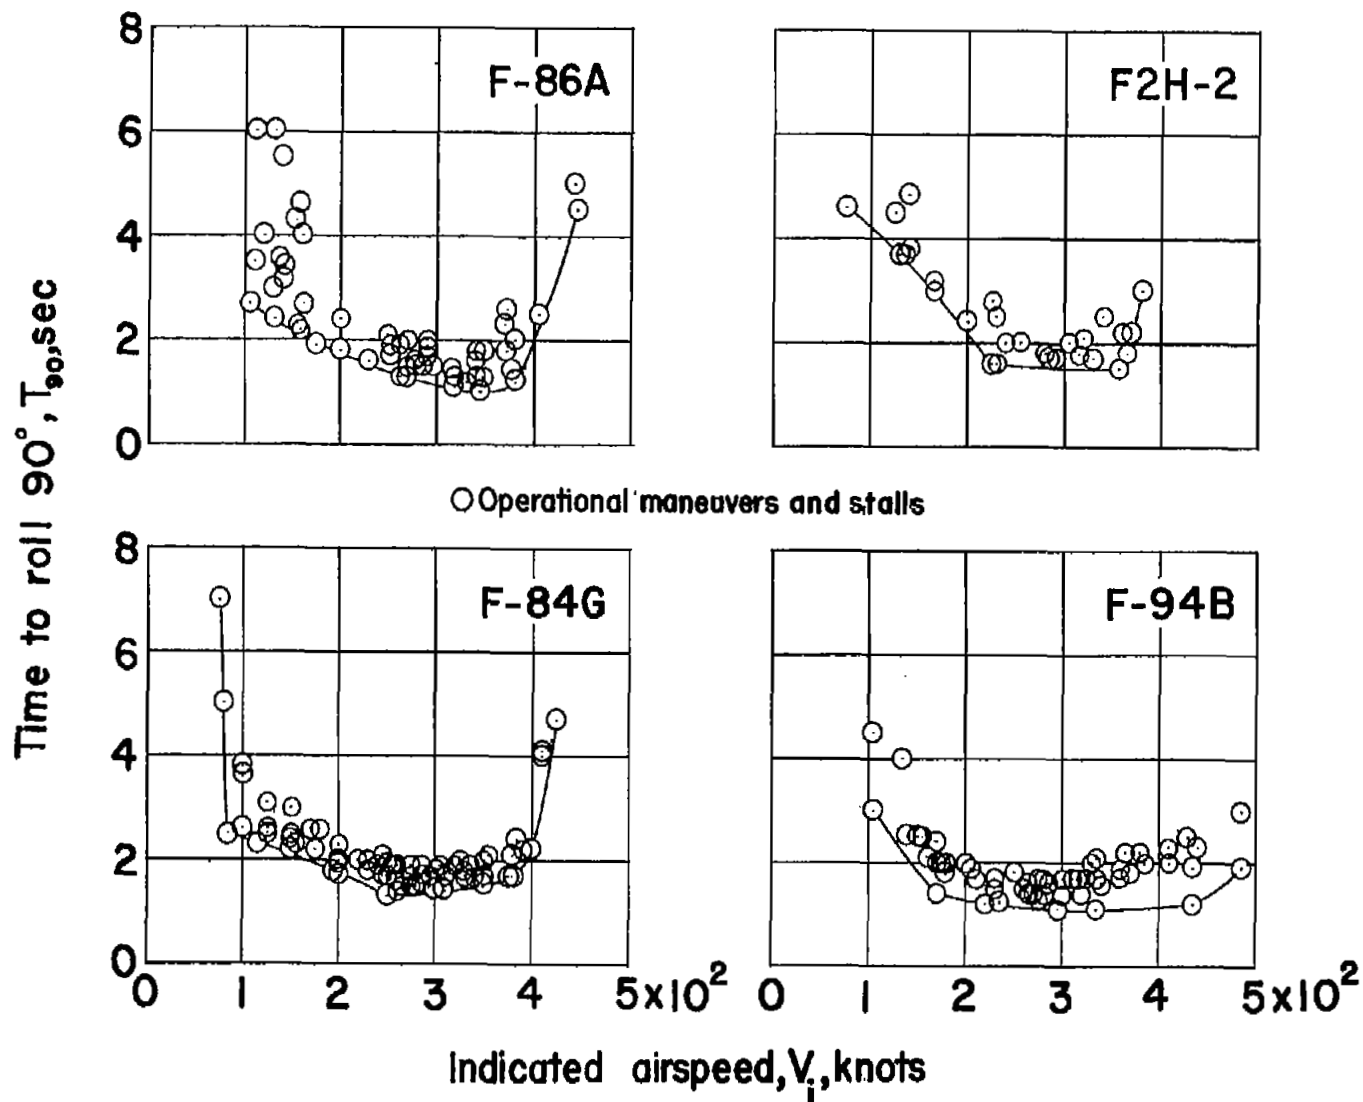 8
6
4
2
0
F-86A
F2H-2
Time to roll 90°, T90, sec
O Operational maneuvers and stalls
8
6
4
2
0
F-84G
F-94B
0 1 2 3 4 5x10²
0 1 2 3 4 5x10²
Indicated airspeed, Vi, knots